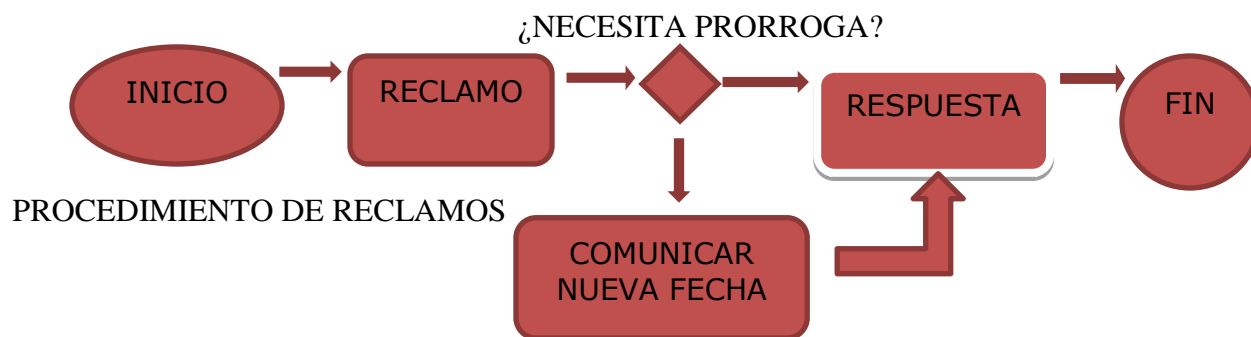 ¿NECESITA PRORROGA?
INICIO
RECLAMO
RESPUESTA
FIN
PROCEDIMIENTO DE RECLAMOS
COMUNICAR
NUEVA FECHA